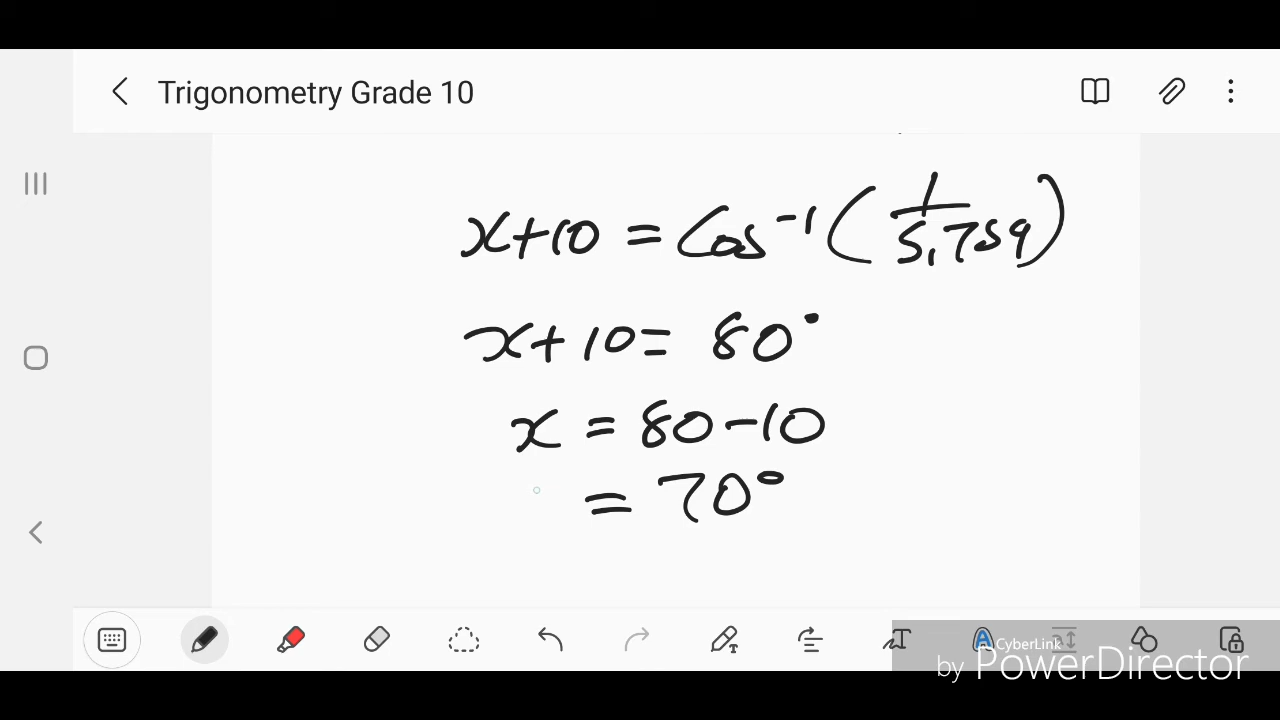 Trigonometry Grade 10
x+10 = Cos⁻¹ (1/5,759)
x+10 = 80°
x = 80-10
= 70°
CyberLink
by PowerDirector